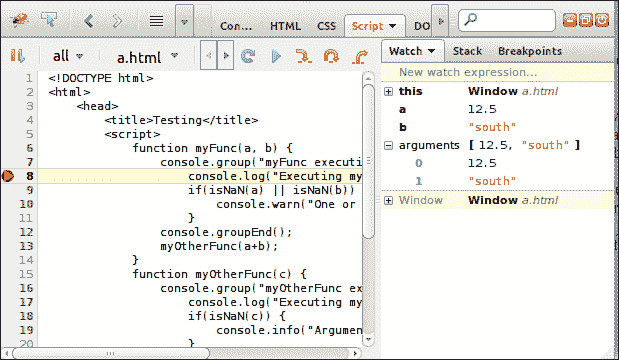 Con... HTML CSS Script DO
all a.html
1 <!DOCTYPE html>
2 <html>
3 <head>
4 <title>Testing</title>
5 <script>
6 function myFunc(a, b) {
7 console.group("myFunc executi
8 console.log("Executing my
9 if(isNaN(a) || isNaN(b))
10 console.warn("One or
11 }
12 console.groupEnd();
13 myOtherFunc(a+b);
14 }
15 function myOtherFunc(c) {
16 console.group("myOtherFunc ex
17 console.log("Executing my
18 if(isNaN(c)) {
19 console.info("Argumen
20 }
Watch Stack Breakpoints
New watch expression...
this Window a.html
a 12.5
b "south"
arguments [ 12.5, "south" ]
0 12.5
1 "south"
Window Window a.html